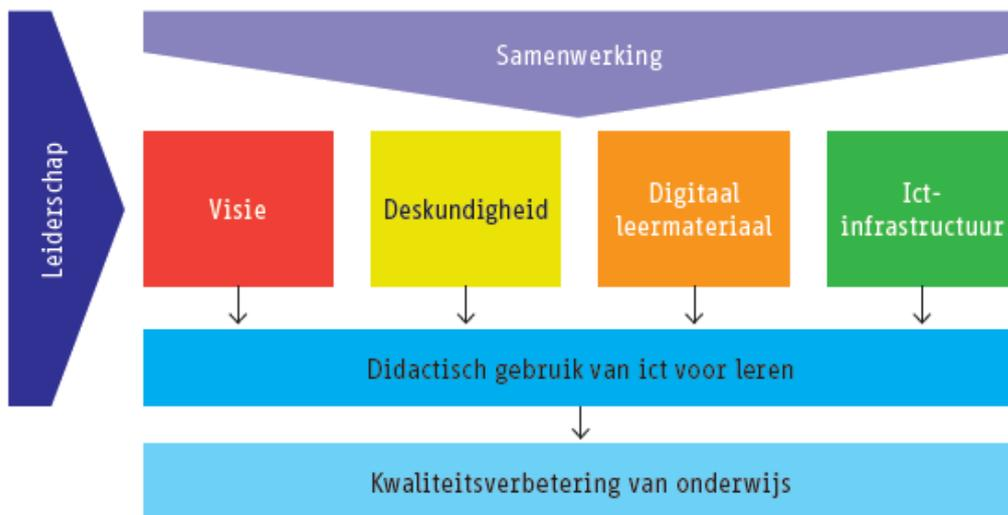 Samenwerking
Leiderschap
Visie
Deskundigheid
Digitaal
leermateriaal
Ict-
infrastructuur
Didactisch gebruik van ict voor leren
Kwaliteitsverbetering van onderwijs